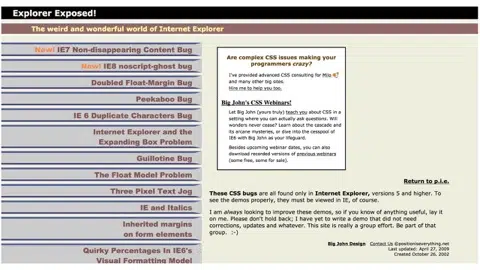 Explorer Exposed!
The weird and wonderful world of Internet Explorer
New! IE7 Non-disappearing Content Bug
New! IE8 noscript-ghost bug
Doubled Float-Margin Bug
Peekaboo Bug
IE 6 Duplicate Characters Bug
Internet Explorer and the
Expanding Box Problem
Guillotine Bug
The Float Model Problem
Three Pixel Text Jog
IE and Italics
Inherited margins
on form elements
Quirky Percentages In IE6's
Visual Formatting Model
Are complex CSS issues making your
programmers crazy?
I've provided advanced CSS consulting for
and many other big sites.
Hire me to help you too.
Big John's CSS Webinars!
Let Big John (yours truly) teach you about CSS in a
setting where you can actually ask questions. Will
wonders never cease? Learn about the cascade and
its arcane mysteries, or dive into the cesspool of
IE6 with Big John as your lifeguard.
Besides upcoming webinar dates, you can also
download recorded versions of previous webinars
(some free, some for sale).
Return to p.i.e.
These CSS bugs are all found only in Internet Explorer, versions 5 and higher. To
see the demos properly, they must be viewed in IE, of course.
I am always looking to improve these demos, so if you know of anything useful, lay it
on me. Please don't hold back; I have yet to write a demo that did not need
corrections, updates and whatever. This site is really a group effort. Be part of that
group. :-)
Big John Design Contact Us @positioniseverything.net
Last updated: April 27, 2009
Created October 26, 2002